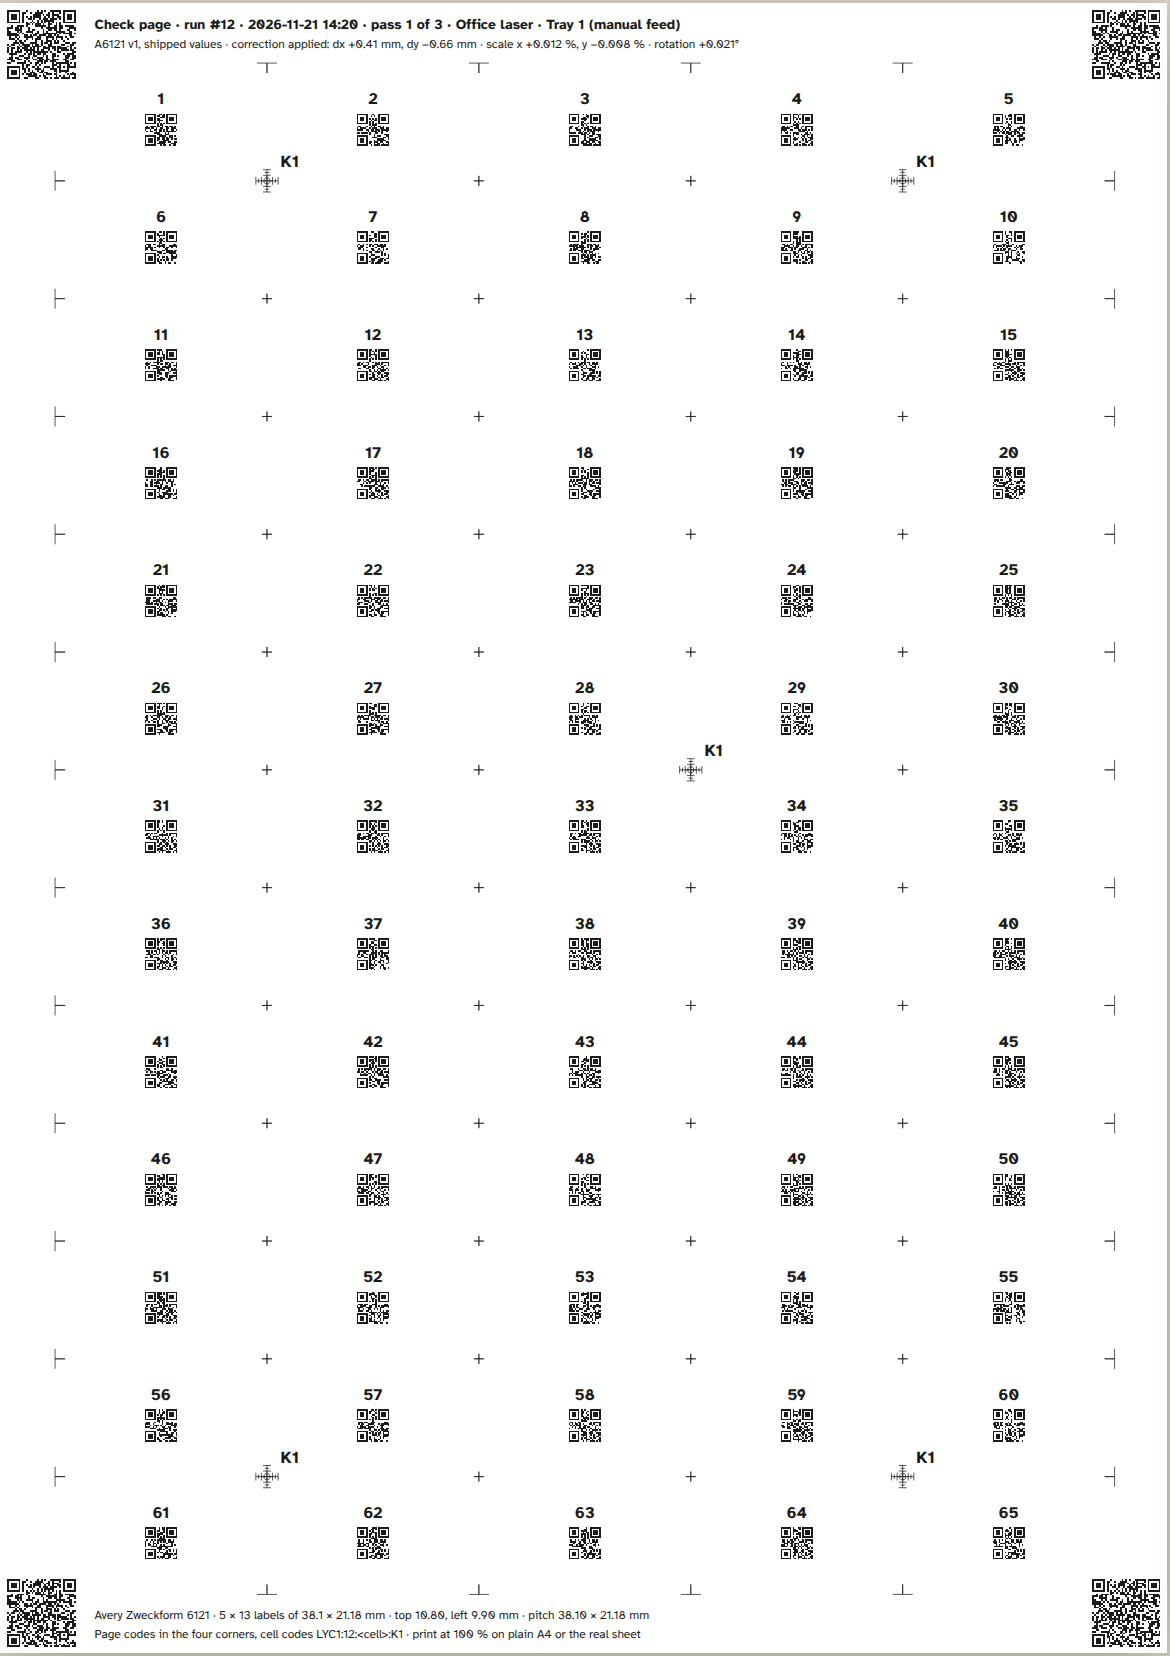 Check page · run #12 · 2026-11-21 14:20 · pass 1 of 3 · Office laser · Tray 1 (manual feed)
A6121 v1, shipped values · correction applied: dx +0.41 mm, dy −0.66 mm · scale x +0.012 %, y −0.008 % · rotation +0.021°
1 2 3 4 5
K1 K1
6 7 8 9 10
11 12 13 14 15
16 17 18 19 20
21 22 23 24 25
26 27 28 29 30
K1
31 32 33 34 35
36 37 38 39 40
41 42 43 44 45
46 47 48 49 50
51 52 53 54 55
56 57 58 59 60
K1 K1
61 62 63 64 65
Avery Zweckform 6121 · 5 × 13 labels of 38.1 × 21.18 mm · top 10.80, left 9.90 mm · pitch 38.10 × 21.18 mm
Page codes in the four corners, cell codes LYC1:12:<cell>:K1 · print at 100 % on plain A4 or the real sheet